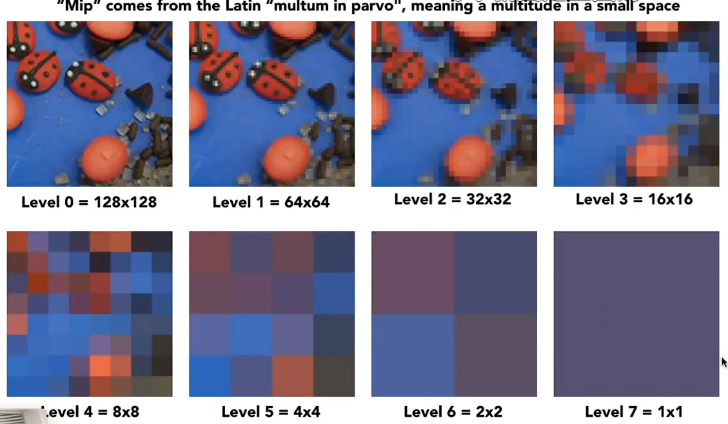 "Mip" comes from the Latin "multum in parvo", meaning a multitude in a small space
Level 0 = 128x128
Level 1 = 64x64
Level 2 = 32x32
Level 3 = 16x16
Level 4 = 8x8
Level 5 = 4x4
Level 6 = 2x2
Level 7 = 1x1